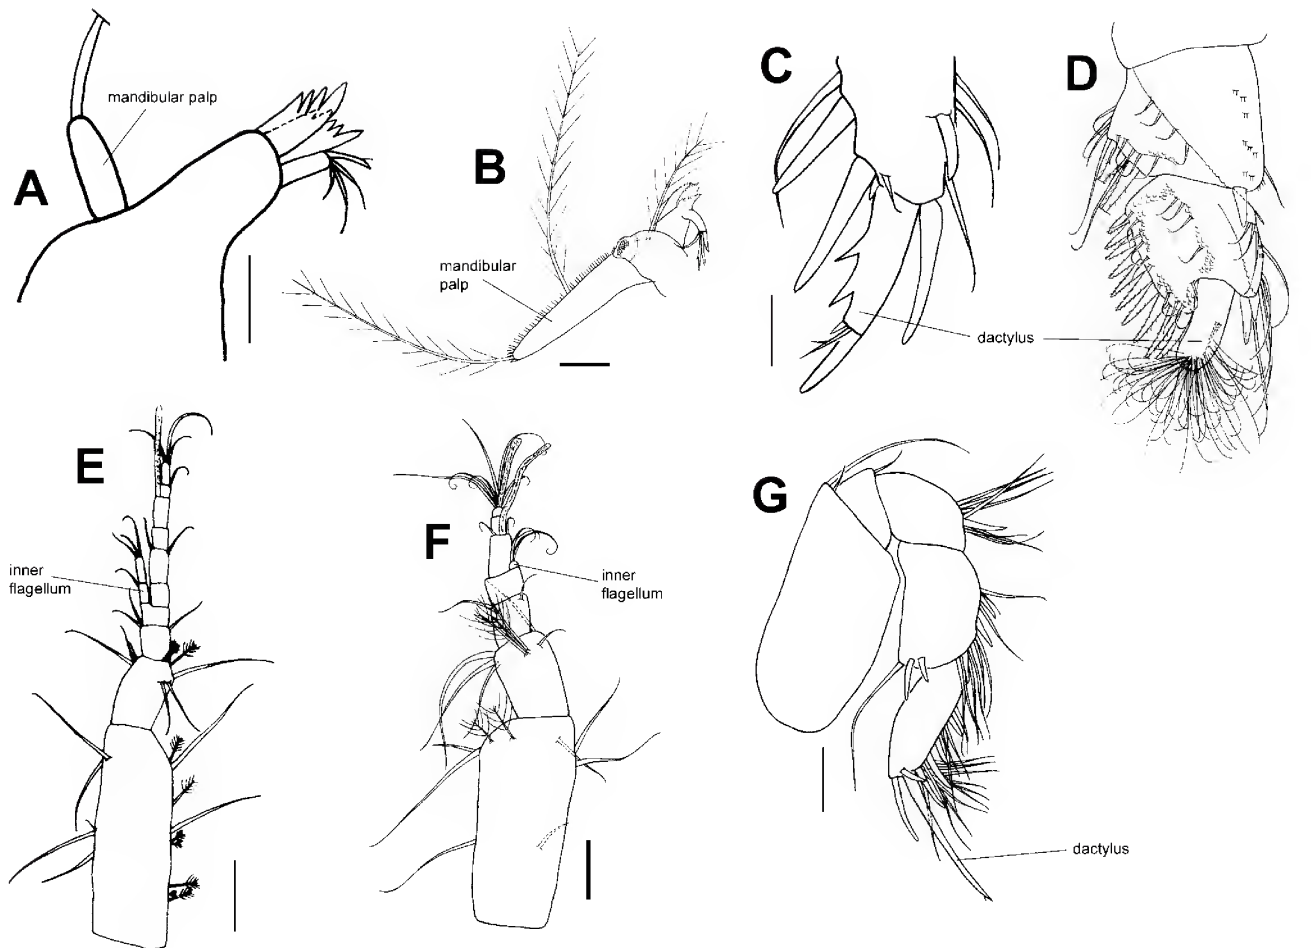 A
mandibular palp
B
mandibular
palp
C
D
dactylus
E
inner
flagellum
F
inner
flagellum
G
dactylus